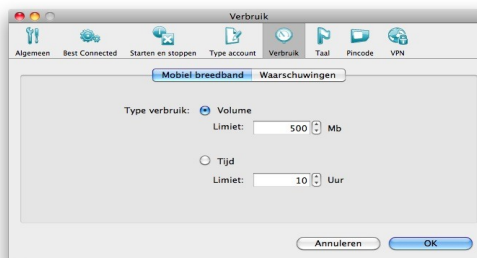 Verbruik
Algemeen Best Connected Starten en stoppen Type account Verbruik Taal Pincode VPN
Mobiel breedband Waarschuwingen
Type verbruik: Volume
Limiet: 500 Mb
Tijd
Limiet: 10 Uur
Annuleren OK